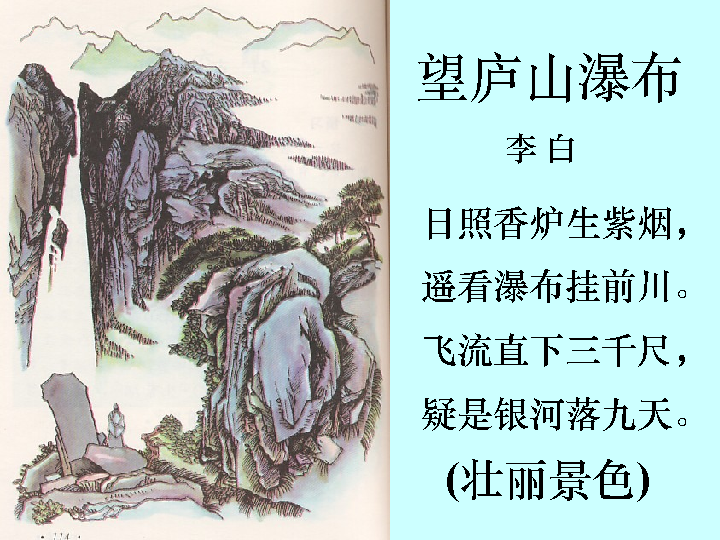 望庐山瀑布
李白
日照香炉生紫烟，
遥看瀑布挂前川。
飞流直下三千尺，
疑是银河落九天。
(壮丽景色)